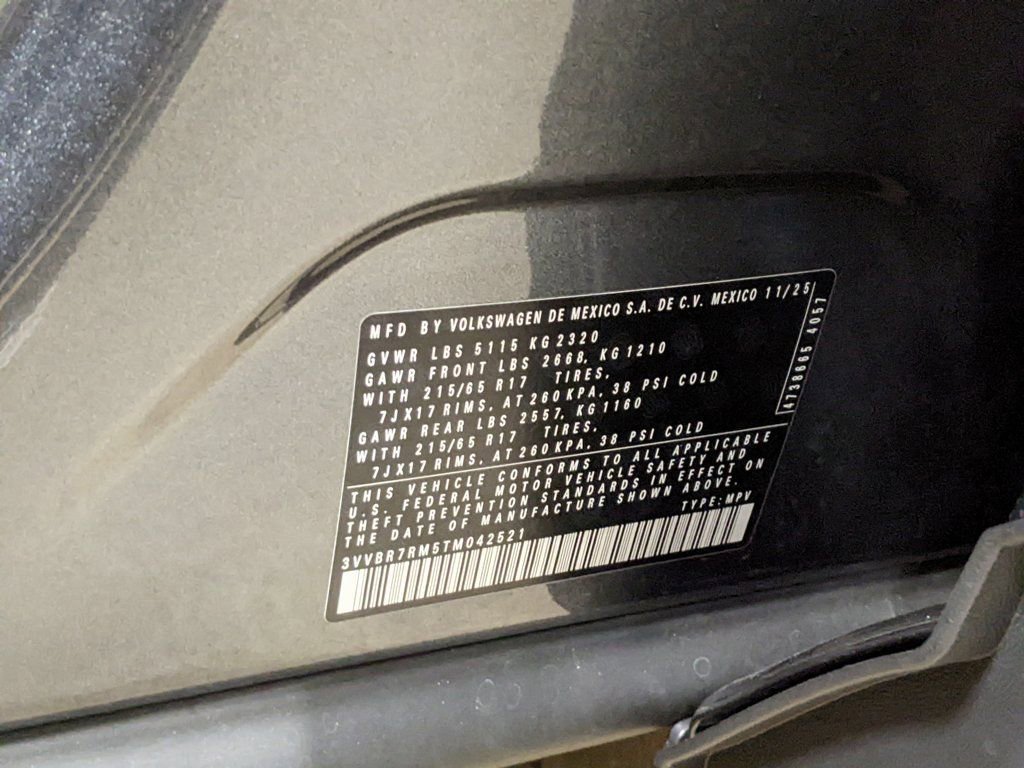 MFD BY VOLKSWAGEN DE MEXICO S.A. DE C.V. MEXICO 11/25
GVWR LBS 5115 KG 2320
GAWR FRONT LBS 2668, KG 1210
WITH 215/65 R17 TIRES,
7JX17 RIMS, AT 260 KPA, 38 PSI COLD
GAWR REAR LBS 2557, KG 1160
WITH 215/65 R17 TIRES,
7JX17 RIMS, AT 260 KPA, 38 PSI COLD
4738665 4057
THIS VEHICLE CONFORMS TO ALL APPLICABLE
U.S. FEDERAL MOTOR VEHICLE SAFETY AND
THEFT PREVENTION STANDARDS IN EFFECT ON
THE DATE OF MANUFACTURE SHOWN ABOVE.
3VVBR7RM5TM042521 TYPE: MPV